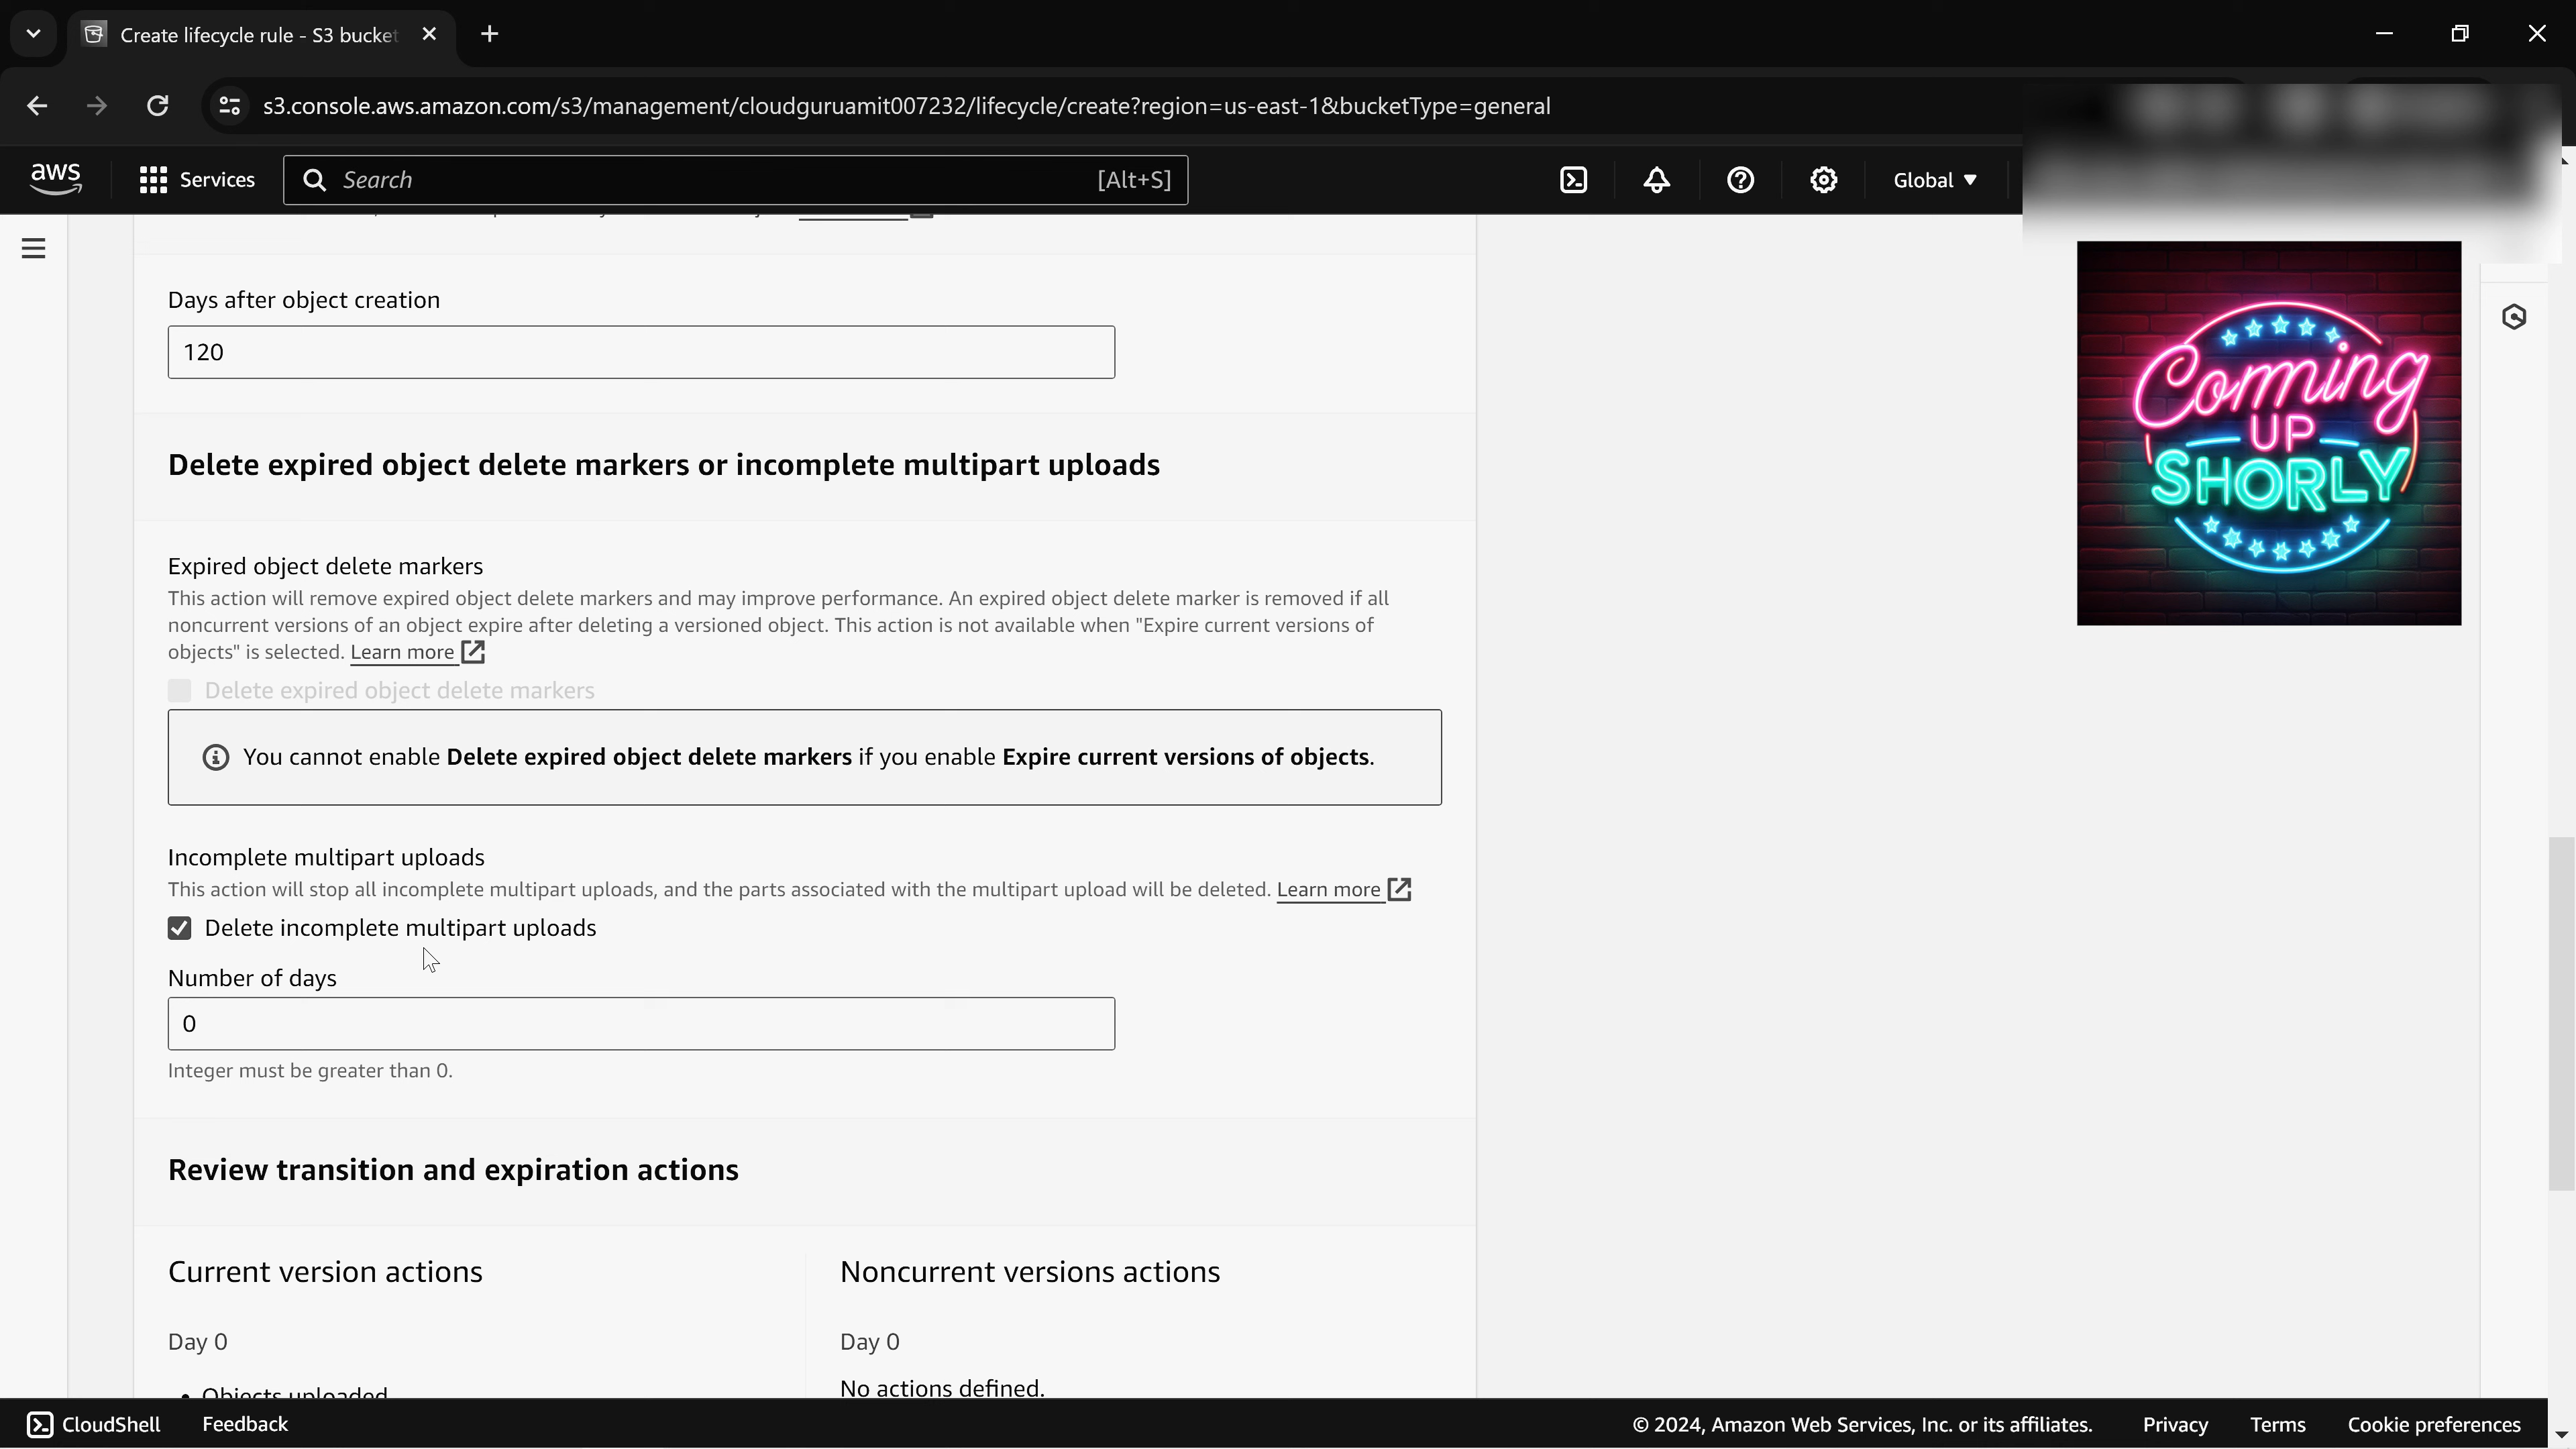 Create lifecycle rule - S3 bucket
s3.console.aws.amazon.com/s3/management/cloudguruamit007232/lifecycle/create?region=us-east-1&bucketType=general
aws
Services
Search
[Alt+S]
Global
Days after object creation
120
Delete expired object delete markers or incomplete multipart uploads
Expired object delete markers
This action will remove expired object delete markers and may improve performance. An expired object delete marker is removed if all
noncurrent versions of an object expire after deleting a versioned object. This action is not available when "Expire current versions of
objects" is selected. Learn more
Delete expired object delete markers
You cannot enable Delete expired object delete markers if you enable Expire current versions of objects.
Incomplete multipart uploads
This action will stop all incomplete multipart uploads, and the parts associated with the multipart upload will be deleted. Learn more
Delete incomplete multipart uploads
Number of days
0
Integer must be greater than 0.
Review transition and expiration actions
Current version actions
Day 0
Objects uploaded
Noncurrent versions actions
Day 0
No actions defined.
Coming
UP
SHORLY
CloudShell
Feedback
© 2024, Amazon Web Services, Inc. or its affiliates.
Privacy
Terms
Cookie preferences